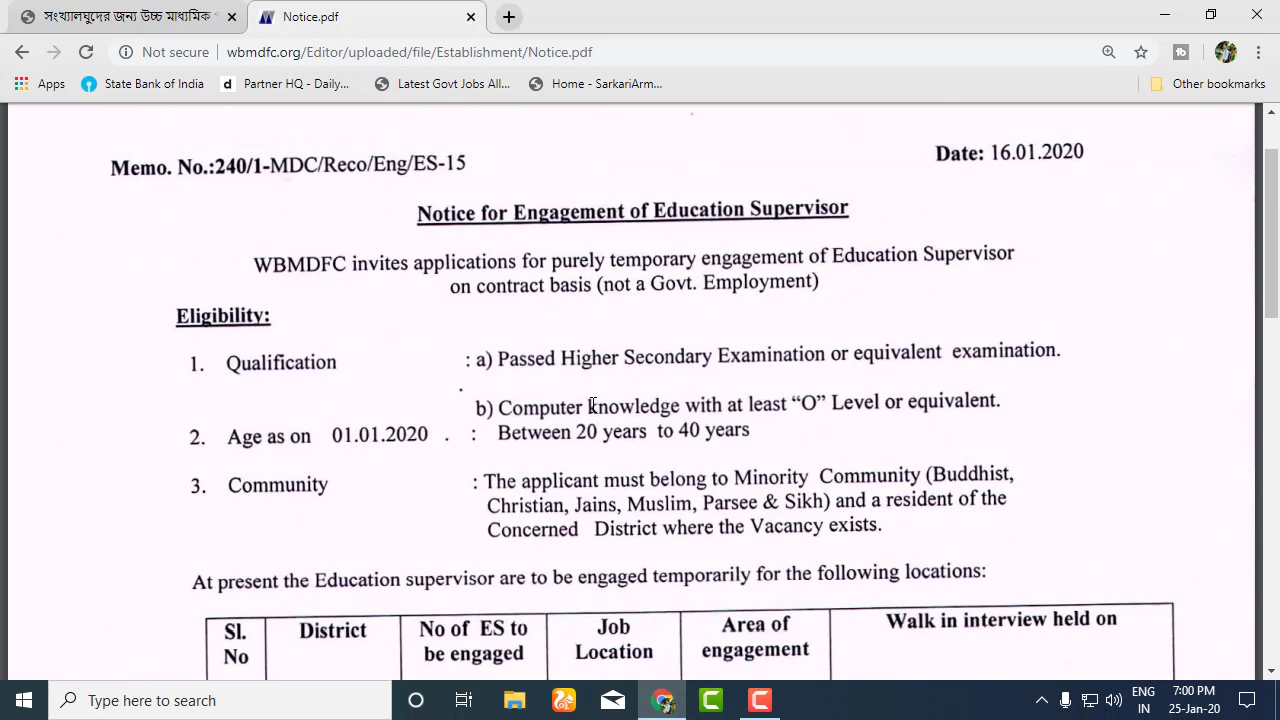 সংখ্যালঘুদের জন্য উচ্চ মাধ্যমিক
Notice.pdf
Not secure
wbmdfc.org/Editor/uploaded/file/Establishment/Notice.pdf
Apps
State Bank of India
Partner HQ - Daily...
Latest Govt Jobs All...
Home - SarkariArm...
Other bookmarks
Memo. No.:240/1-MDC/Reco/Eng/ES-15
Date: 16.01.2020
Notice for Engagement of Education Supervisor
WBMDFC invites applications for purely temporary engagement of Education Supervisor
on contract basis (not a Govt. Employment)
Eligibility:
1. Qualification : a) Passed Higher Secondary Examination or equivalent examination.
b) Computer knowledge with at least “O” Level or equivalent.
2. Age as on 01.01.2020 . : Between 20 years to 40 years
3. Community : The applicant must belong to Minority Community (Buddhist,
Christian, Jains, Muslim, Parsee & Sikh) and a resident of the
Concerned District where the Vacancy exists.
At present the Education supervisor are to be engaged temporarily for the following locations:
Sl. No
District
No of ES to be engaged
Job Location
Area of engagement
Walk in interview held on
Type here to search
ENG
IN
7:00 PM
25-Jan-20